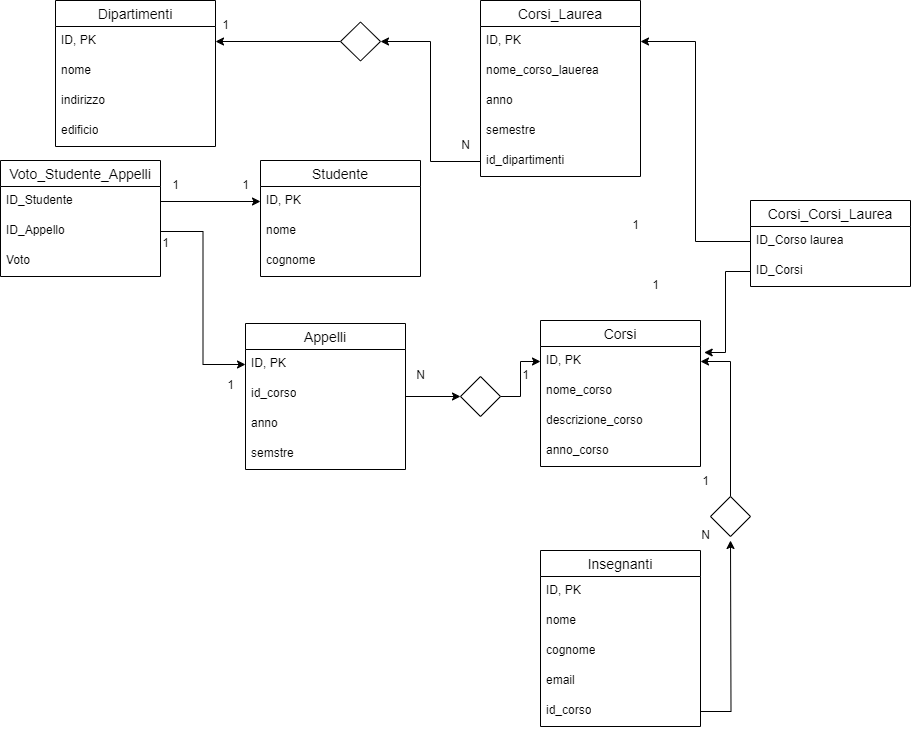 Dipartimenti
ID, PK
nome
indirizzo
edificio
1
Corsi_Laurea
ID, PK
nome_corso_lauerea
anno
semestre
id_dipartimenti
N
Voto_Studente_Appelli
ID_Studente
ID_Appello
Voto
1
1
1
Studente
ID, PK
nome
cognome
Corsi_Corsi_Laurea
ID_Corso laurea
ID_Corsi
1
1
Appelli
ID, PK
id_corso
anno
semstre
1
N
1
Corsi
ID, PK
nome_corso
descrizione_corso
anno_corso
1
N
Insegnanti
ID, PK
nome
cognome
email
id_corso